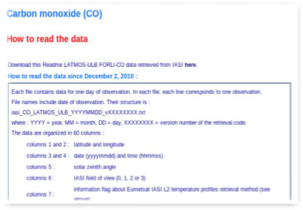 Carbon monoxide (CO)
How to read the data
Download this Readme LATMOS-ULB FORLI-CO data retrieved from IASI here.
How to read the data since December 2, 2010 :
Each file contains data for one day of observation. In each file, each line corresponds to one observation.
File names include date of observation. Their structure is :
iasi_CO_LATMOS_ULB_YYYYMMDD_vXXXXXXXX.txt
where : YYYY = year, MM = month, DD = day, XXXXXXXX = version number of the retrieval code.
The data are organized in 60 columns :
columns 1 and 2 : latitude and longitude
columns 3 and 4 : date (yyyymmdd) and time (hhmmss)
columns 5 : solar zenith angle
columns 6 : IASI field of view (0, 1, 2 or 3)
columns 7 : information flag about Eumetsat IASI L2 temperature profiles retrieval method (see